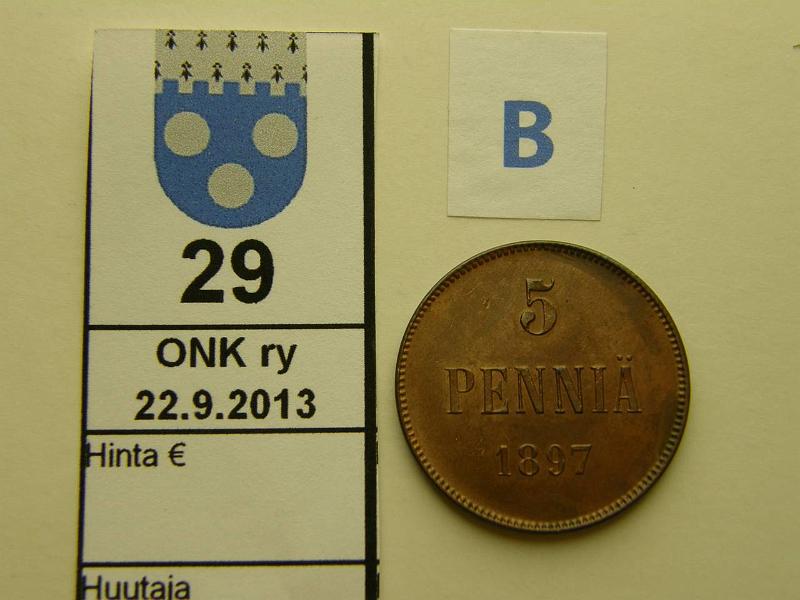 29
ONK ry
22.9.2013
Hinta €
Huutaja
B
5
PENNIÄ
1897